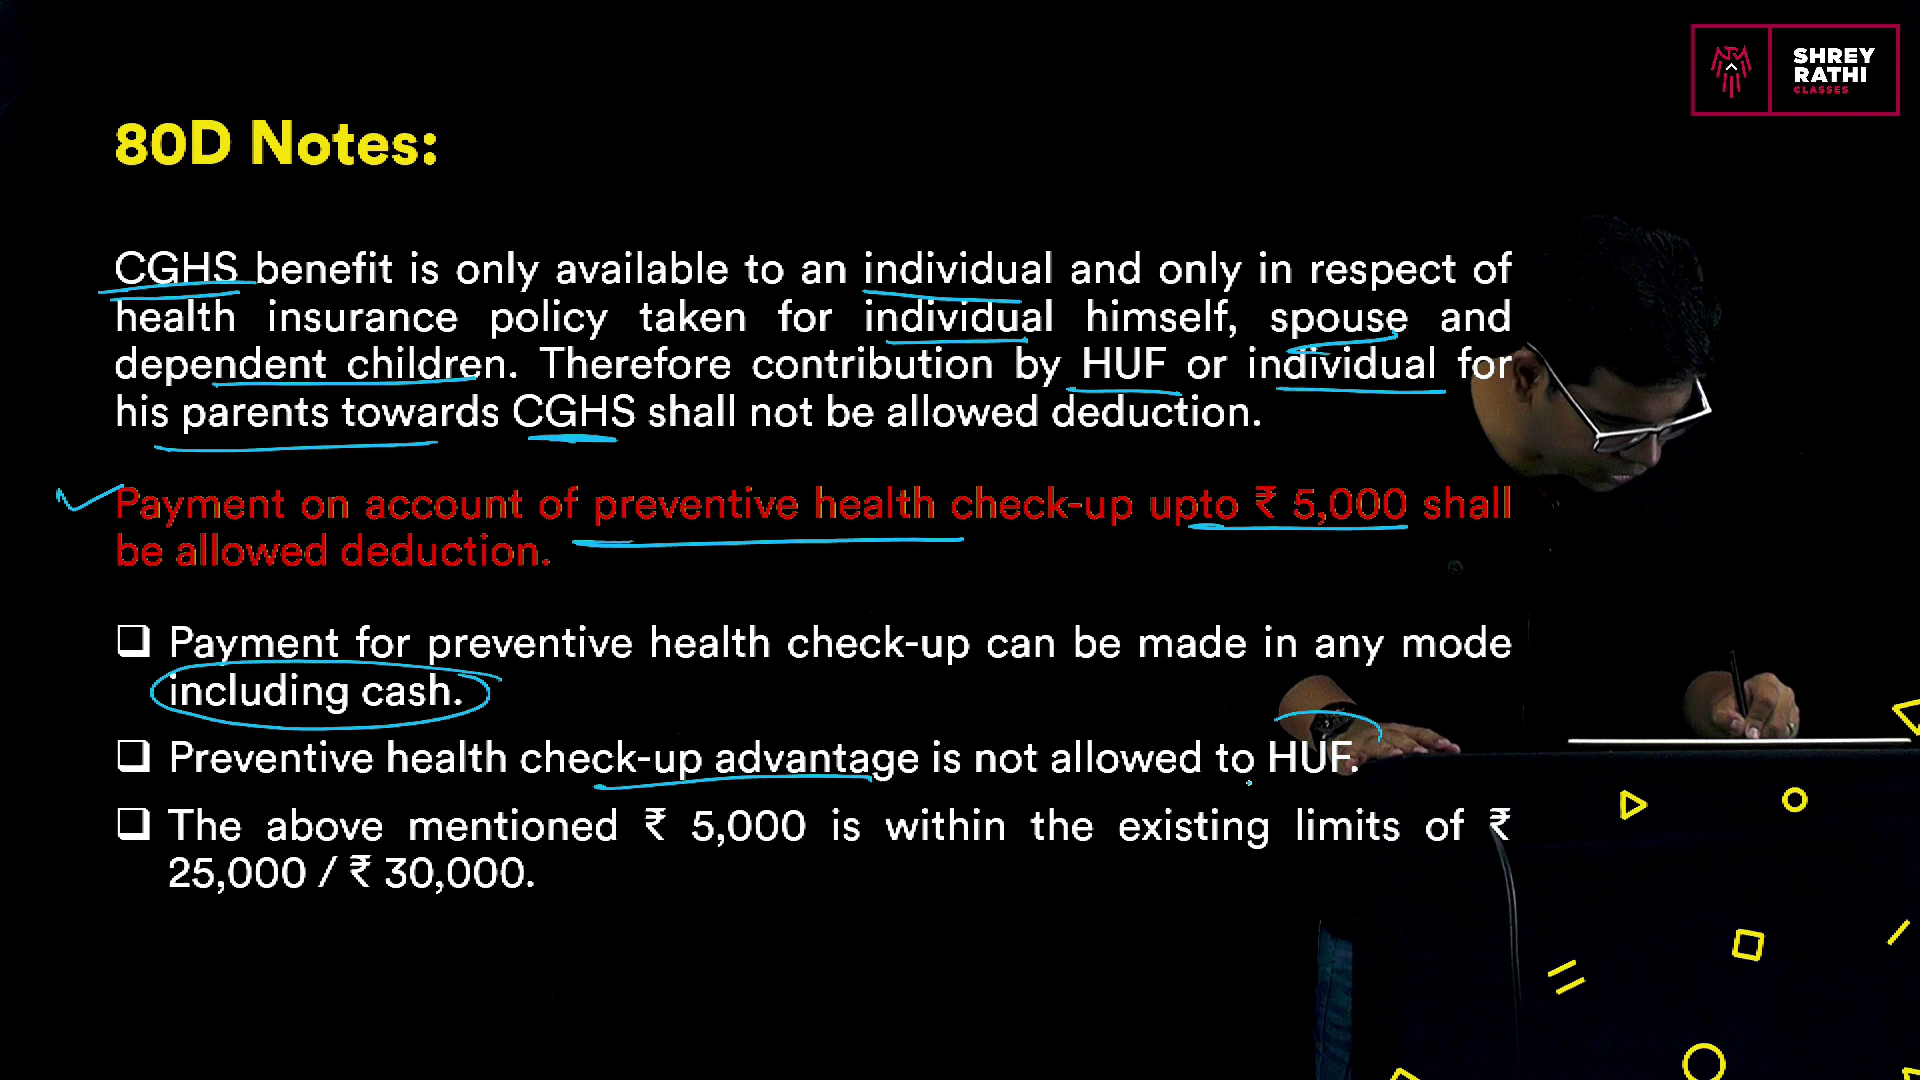 SHREY
RATHI
CLASSES
80D Notes:
CGHS benefit is only available to an individual and only in respect of
health insurance policy taken for individual himself, spouse and
dependent children. Therefore contribution by HUF or individual for
his parents towards CGHS shall not be allowed deduction.
Payment on account of preventive health check-up upto ₹ 5,000 shall
be allowed deduction.
❑ Payment for preventive health check-up can be made in any mode
including cash.
❑ Preventive health check-up advantage is not allowed to HUF.
❑ The above mentioned ₹ 5,000 is within the existing limits of ₹
25,000 / ₹ 30,000.